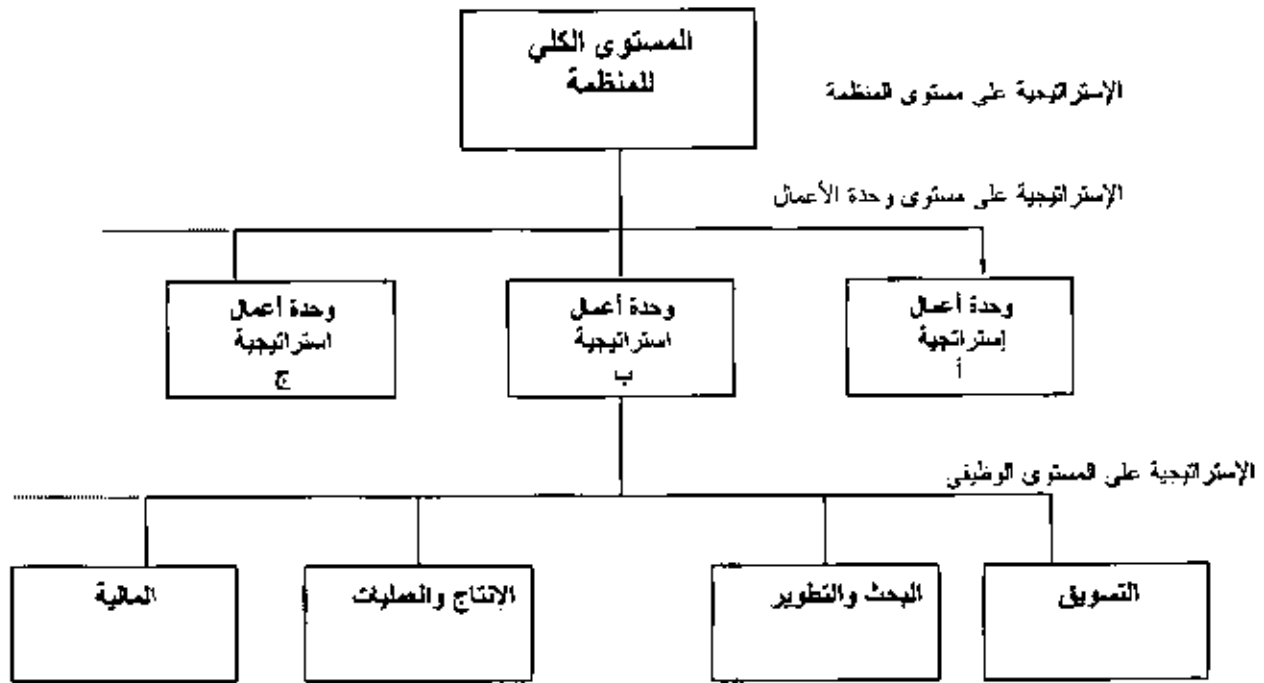 المستوى الكلي
للمنظمة
الإستراتيجية على مستوى المنظمة
الإستراتيجية على مستوى وحدة الأعمال
وحدة أعمال
إستراتجية
أ
وحدة أعمال
استراتيجية
ب
وحدة أعمال
استراتيجية
ج
الإستراتيجية على المستوى الوظيفي
التسويق
البحث والتطوير
الإنتاج والعمليات
المالية